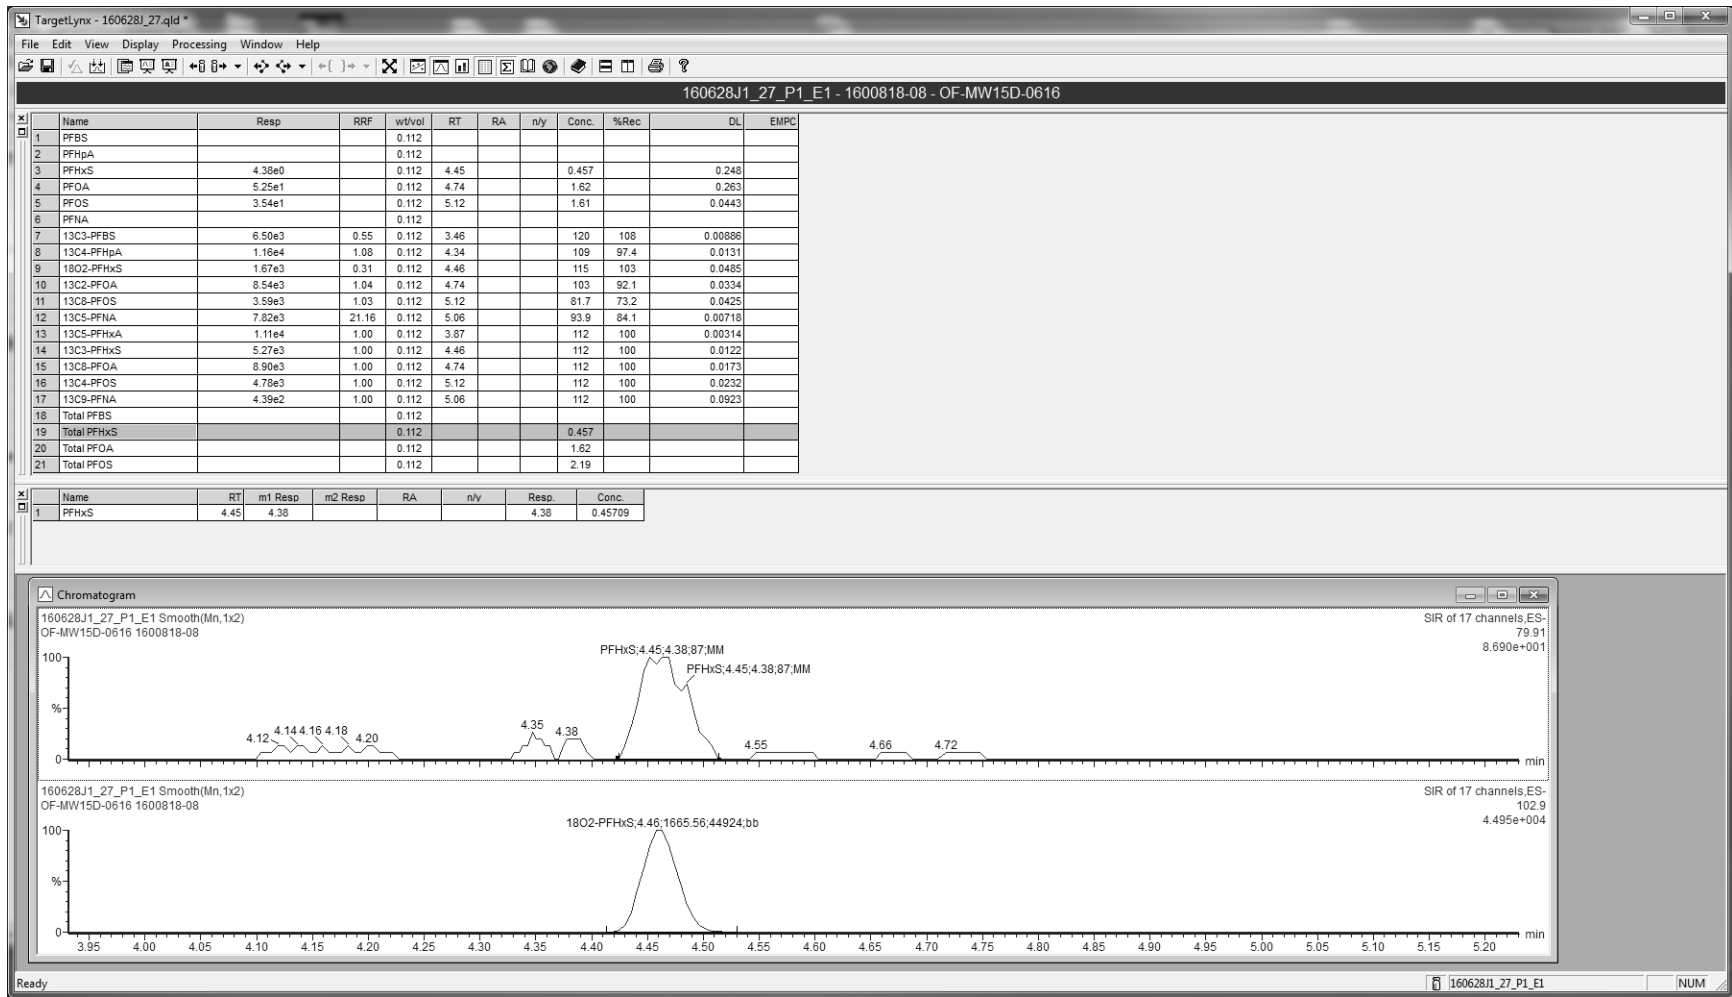 TargetLynx - 160628J_27.qld *
File Edit View Display Processing Window Help
160628J1_27_P1_E1 - 1600818-08 - OF-MW15D-0616
Name Resp RRF wt/vol RT RA n/y Conc. %Rec DL EMPC
1 PFBS 0.112
2 PFHpA 0.112
3 PFHxS 4.38e0 0.112 4.45 0.457 0.248
4 PFOA 5.25e1 0.112 4.74 1.62 0.263
5 PFOS 3.54e1 0.112 5.12 1.61 0.0443
6 PFNA 0.112
7 13C3-PFBS 6.50e3 0.55 0.112 3.46 120 108 0.00886
8 13C4-PFHpA 1.16e4 1.08 0.112 4.34 109 97.4 0.0131
9 18O2-PFHxS 1.67e3 0.31 0.112 4.46 115 103 0.0485
10 13C2-PFOA 8.54e3 1.04 0.112 4.74 103 92.1 0.0334
11 13C8-PFOS 3.59e3 1.03 0.112 5.12 81.7 73.2 0.0425
12 13C5-PFNA 7.82e3 21.16 0.112 5.06 93.9 84.1 0.00718
13 13C5-PFHxA 1.11e4 1.00 0.112 3.87 112 100 0.00314
14 13C3-PFHxS 5.27e3 1.00 0.112 4.46 112 100 0.0122
15 13C8-PFOA 8.90e3 1.00 0.112 4.74 112 100 0.0173
16 13C4-PFOS 4.78e3 1.00 0.112 5.12 112 100 0.0232
17 13C9-PFNA 4.39e2 1.00 0.112 5.06 112 100 0.0923
18 Total PFBS 0.112
19 Total PFHxS 0.112 0.457
20 Total PFOA 0.112 1.62
21 Total PFOS 0.112 2.19
Name RT m1 Resp m2 Resp RA n/y Resp. Conc.
1 PFHxS 4.45 4.38 4.38 0.45709
Chromatogram
160628J1_27_P1_E1 Smooth(Mn,1x2) SIR of 17 channels,ES-
OF-MW15D-0616 1600818-08 79.91
8.690e+001
PFHxS;4.45;4.38;87;MM
100
PFHxS;4.45;4.38;87;MM
%
4.12 4.14 4.16 4.18 4.20 4.35 4.38 4.55 4.66 4.72
0
min
160628J1_27_P1_E1 Smooth(Mn,1x2) SIR of 17 channels,ES-
OF-MW15D-0616 1600818-08 102.9
4.495e+004
18O2-PFHxS;4.46;1665.56;44924;bb
100
%
0
min
3.95 4.00 4.05 4.10 4.15 4.20 4.25 4.30 4.35 4.40 4.45 4.50 4.55 4.60 4.65 4.70 4.75 4.80 4.85 4.90 4.95 5.00 5.05 5.10 5.15 5.20
Ready 160628J1_27_P1_E1 NUM